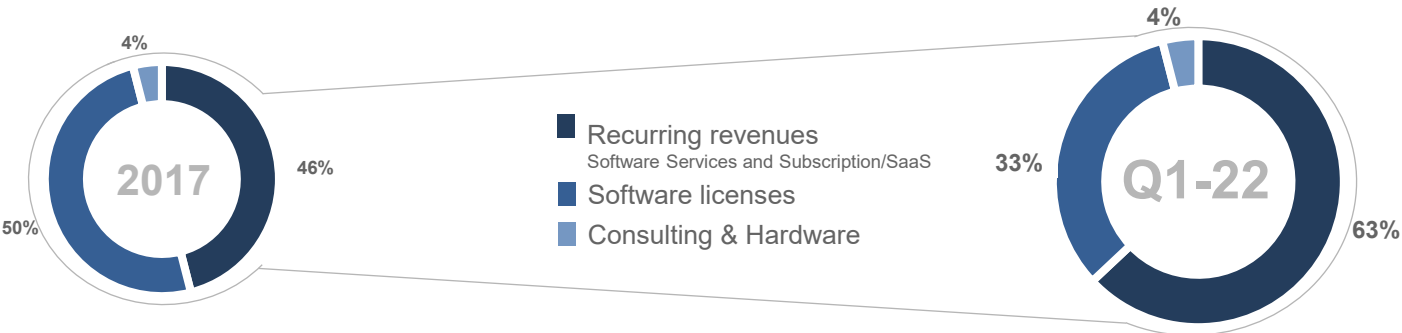 4%
2017
46%
50%
Recurring revenues
Software Services and Subscription/SaaS
Software licenses
Consulting & Hardware
4%
33%
Q1-22
63%